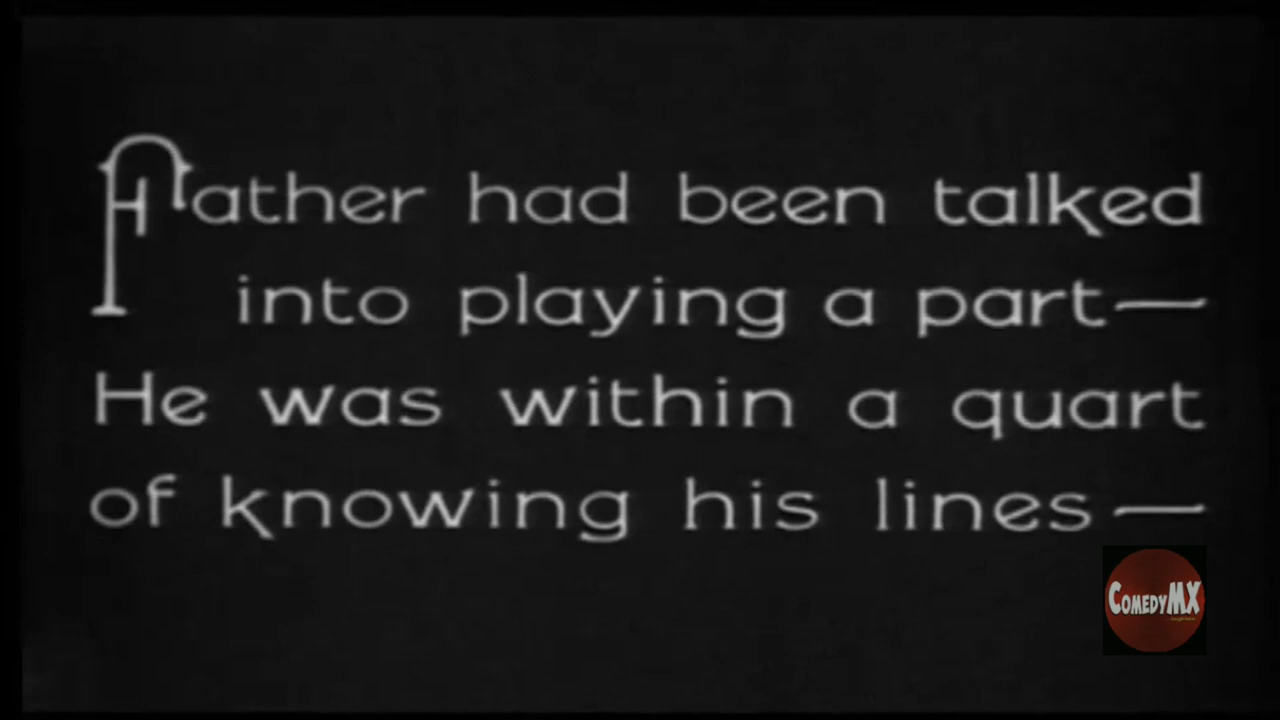 Father had been talked
into playing a part—
He was within a quart
of knowing his lines—
COMEDYMX